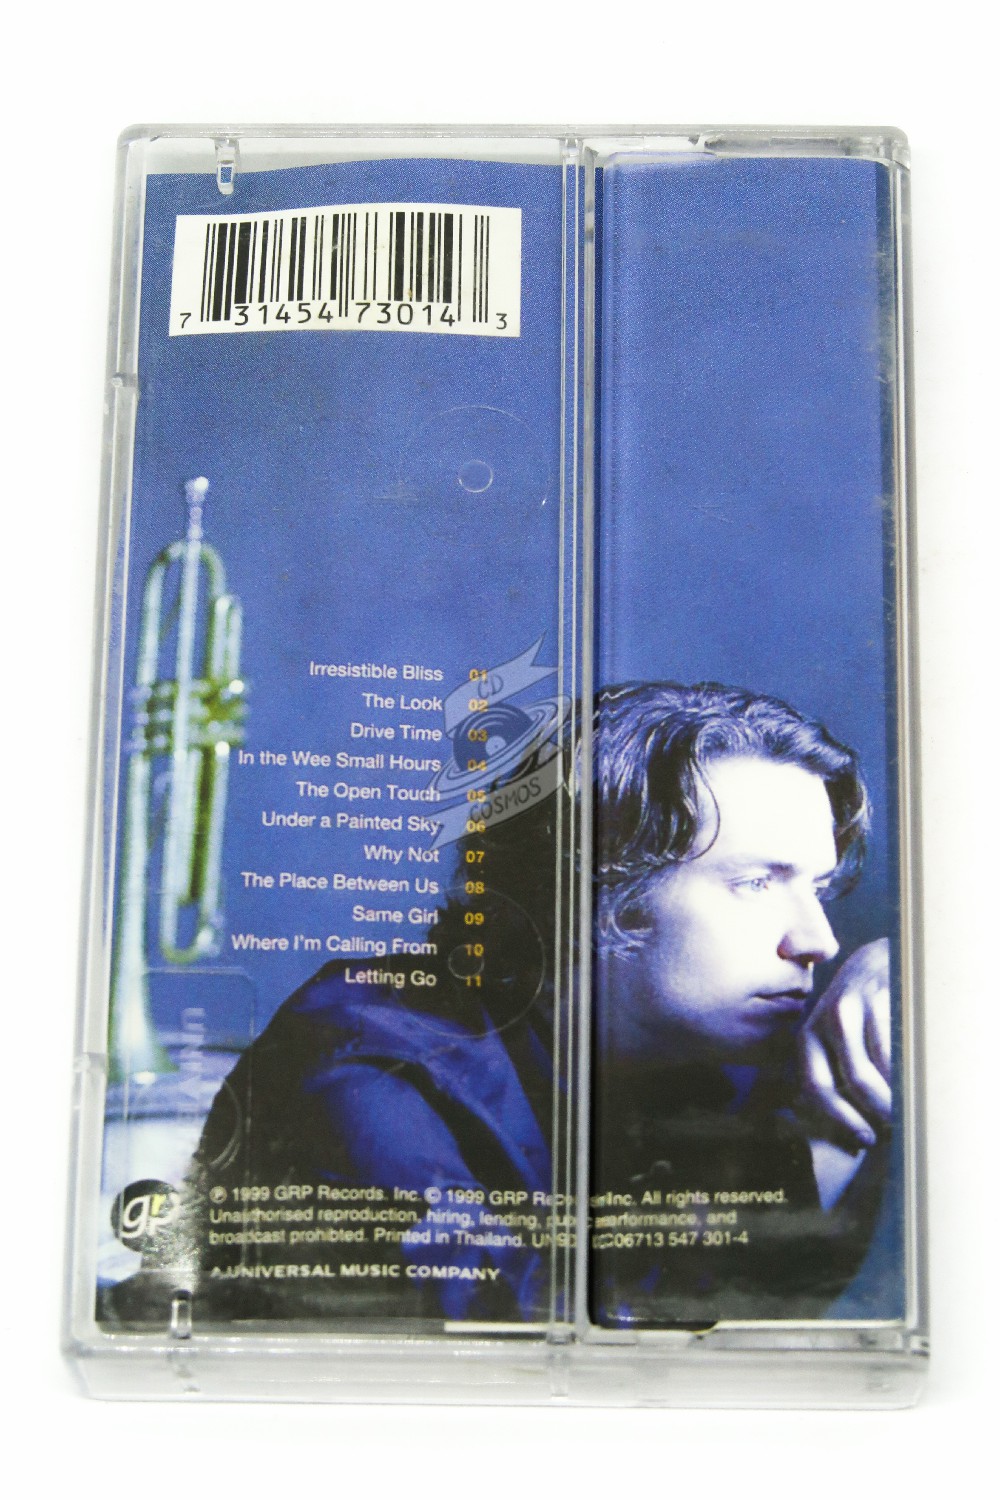 7 31454 73014 3
Irresistible Bliss 01
The Look 02
Drive Time 03
In the Wee Small Hours 04
The Open Touch 05
Under a Painted Sky 06
Why Not 07
The Place Between Us 08
Same Girl 09
Where I'm Calling From 10
Letting Go 11
CD
COSMOS
grp
℗ 1999 GRP Records. Inc. © 1999 GRP Inc. All rights reserved.
Unauthorised reproduction, hiring, lending, performance, and
broadcast prohibited. Printed in Thailand. 547 301-4
A UNIVERSAL MUSIC COMPANY